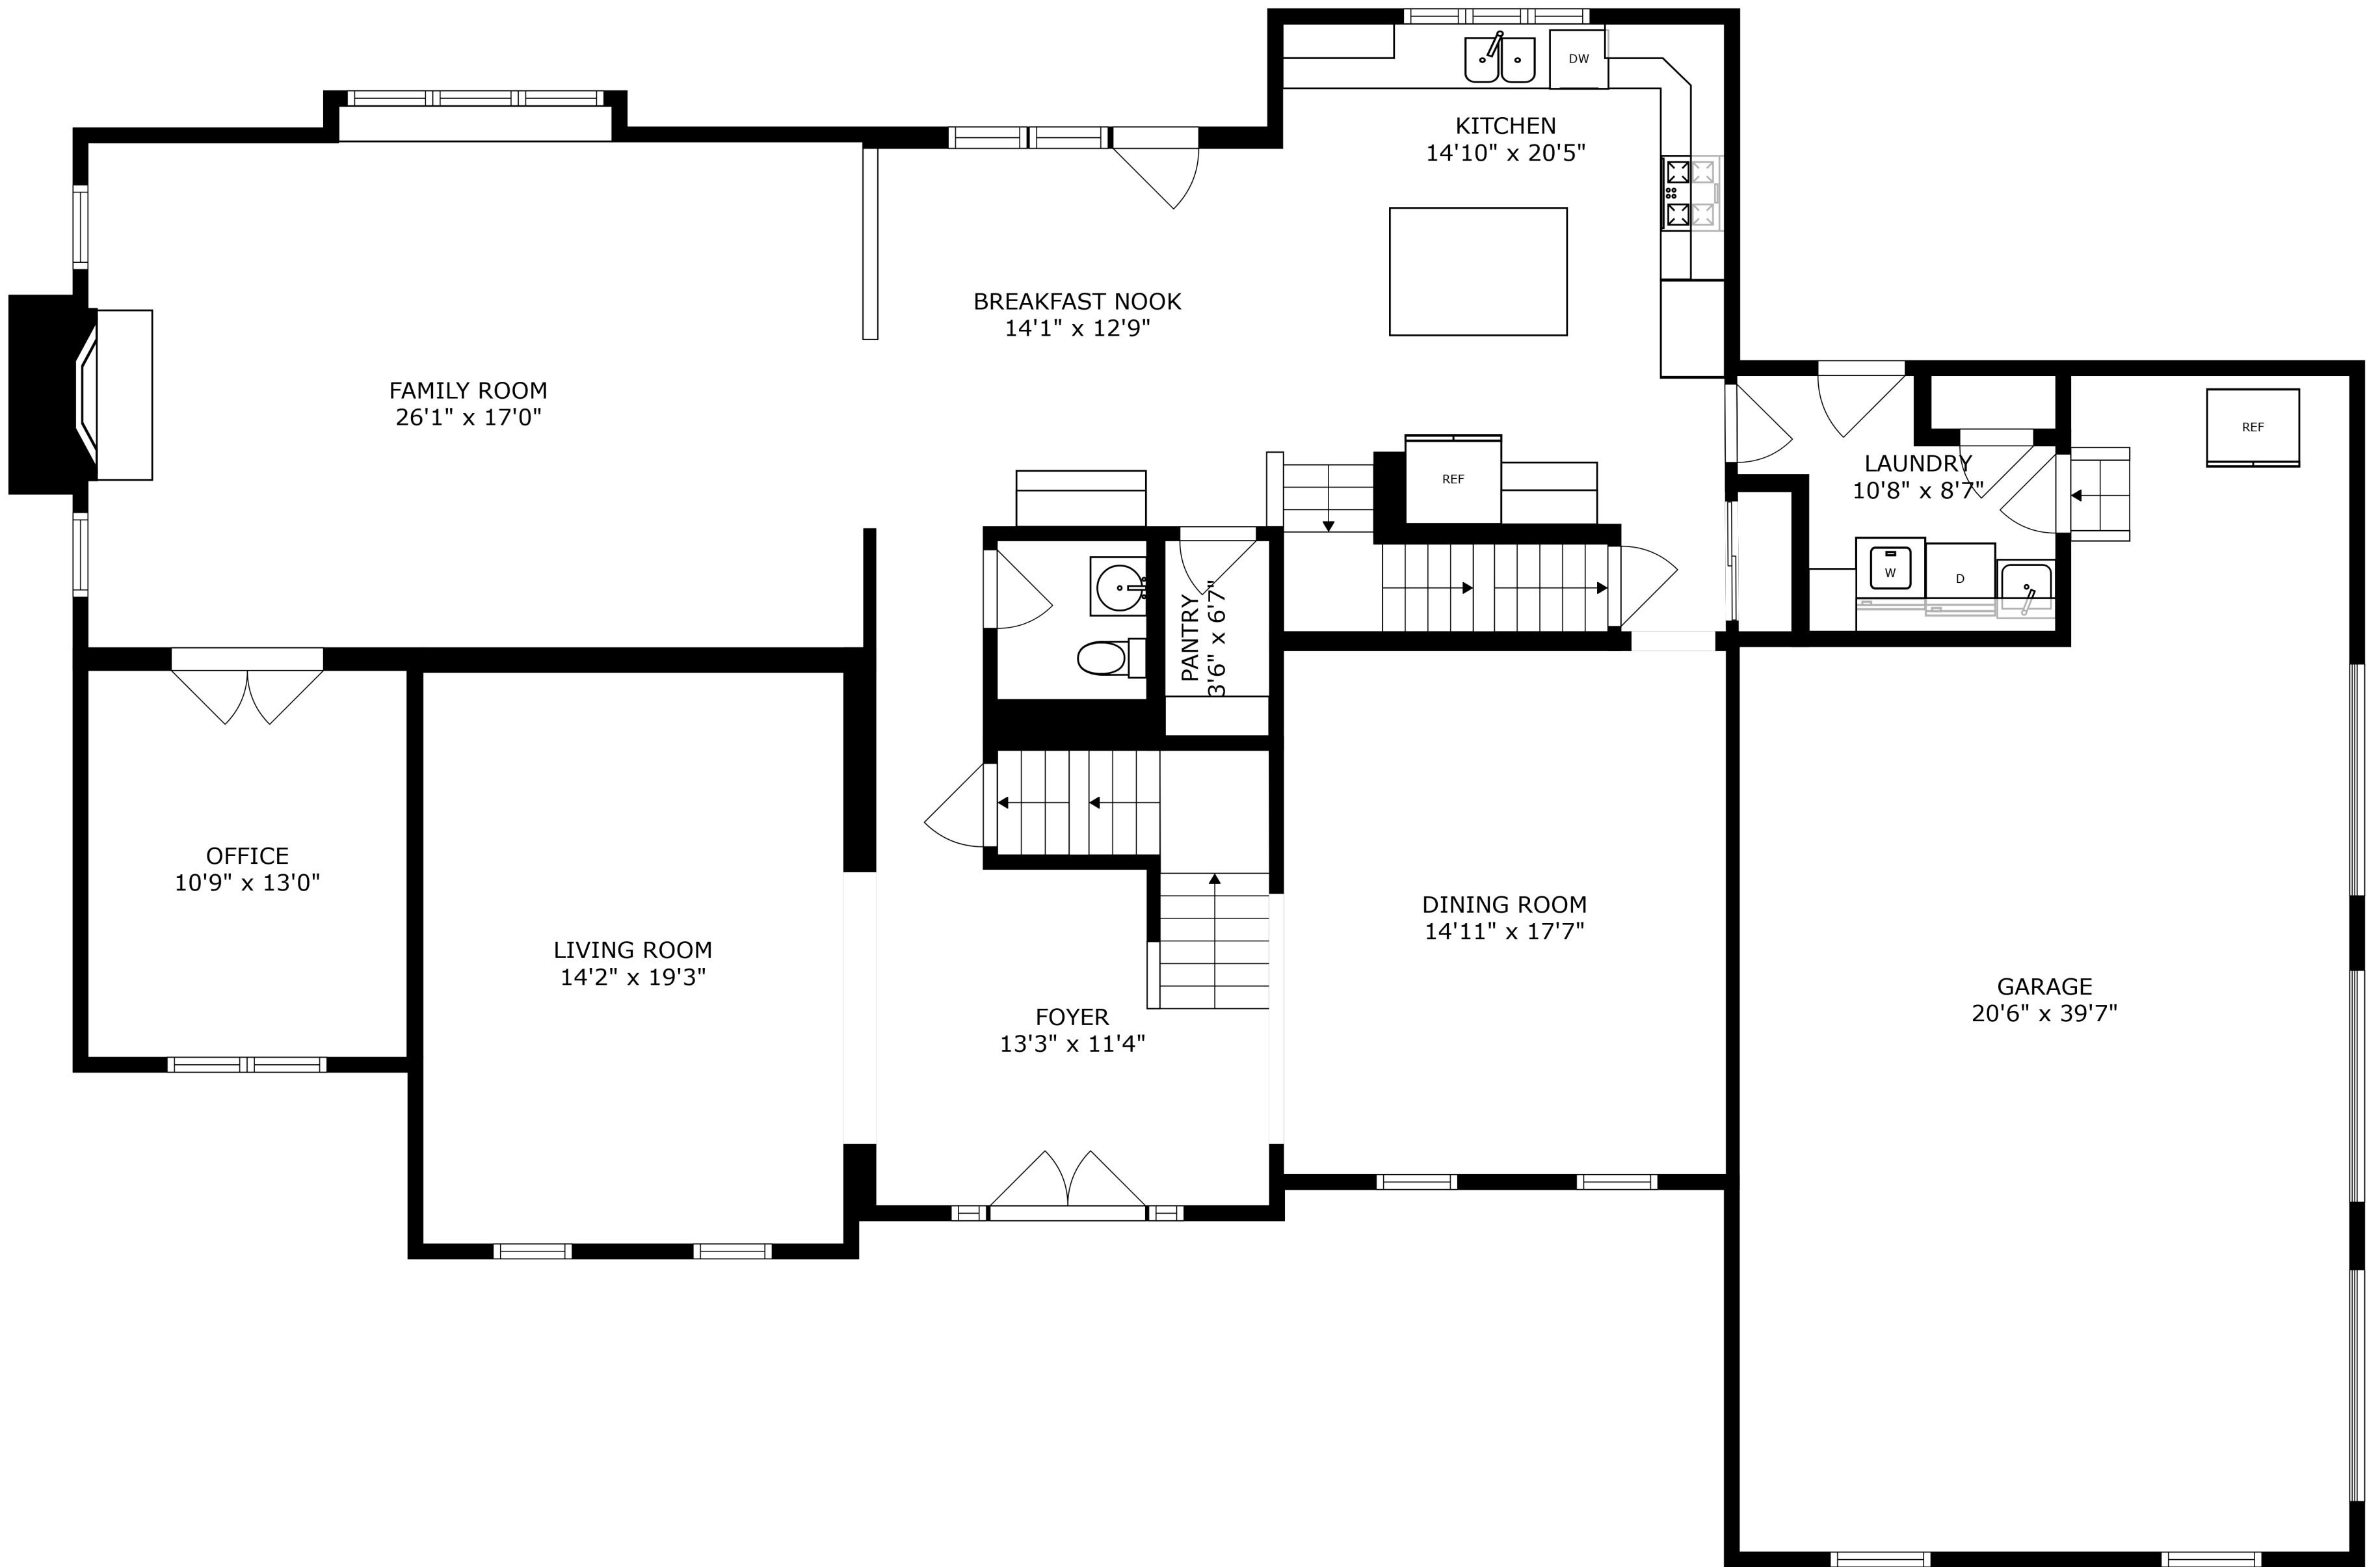 DW
KITCHEN
14'10" x 20'5"
BREAKFAST NOOK
14'1" x 12'9"
FAMILY ROOM
26'1" x 17'0"
REF
REF
LAUNDRY
10'8" x 8'7"
W
D
PANTRY
3'6" x 6'7"
OFFICE
10'9" x 13'0"
LIVING ROOM
14'2" x 19'3"
FOYER
13'3" x 11'4"
DINING ROOM
14'11" x 17'7"
GARAGE
20'6" x 39'7"